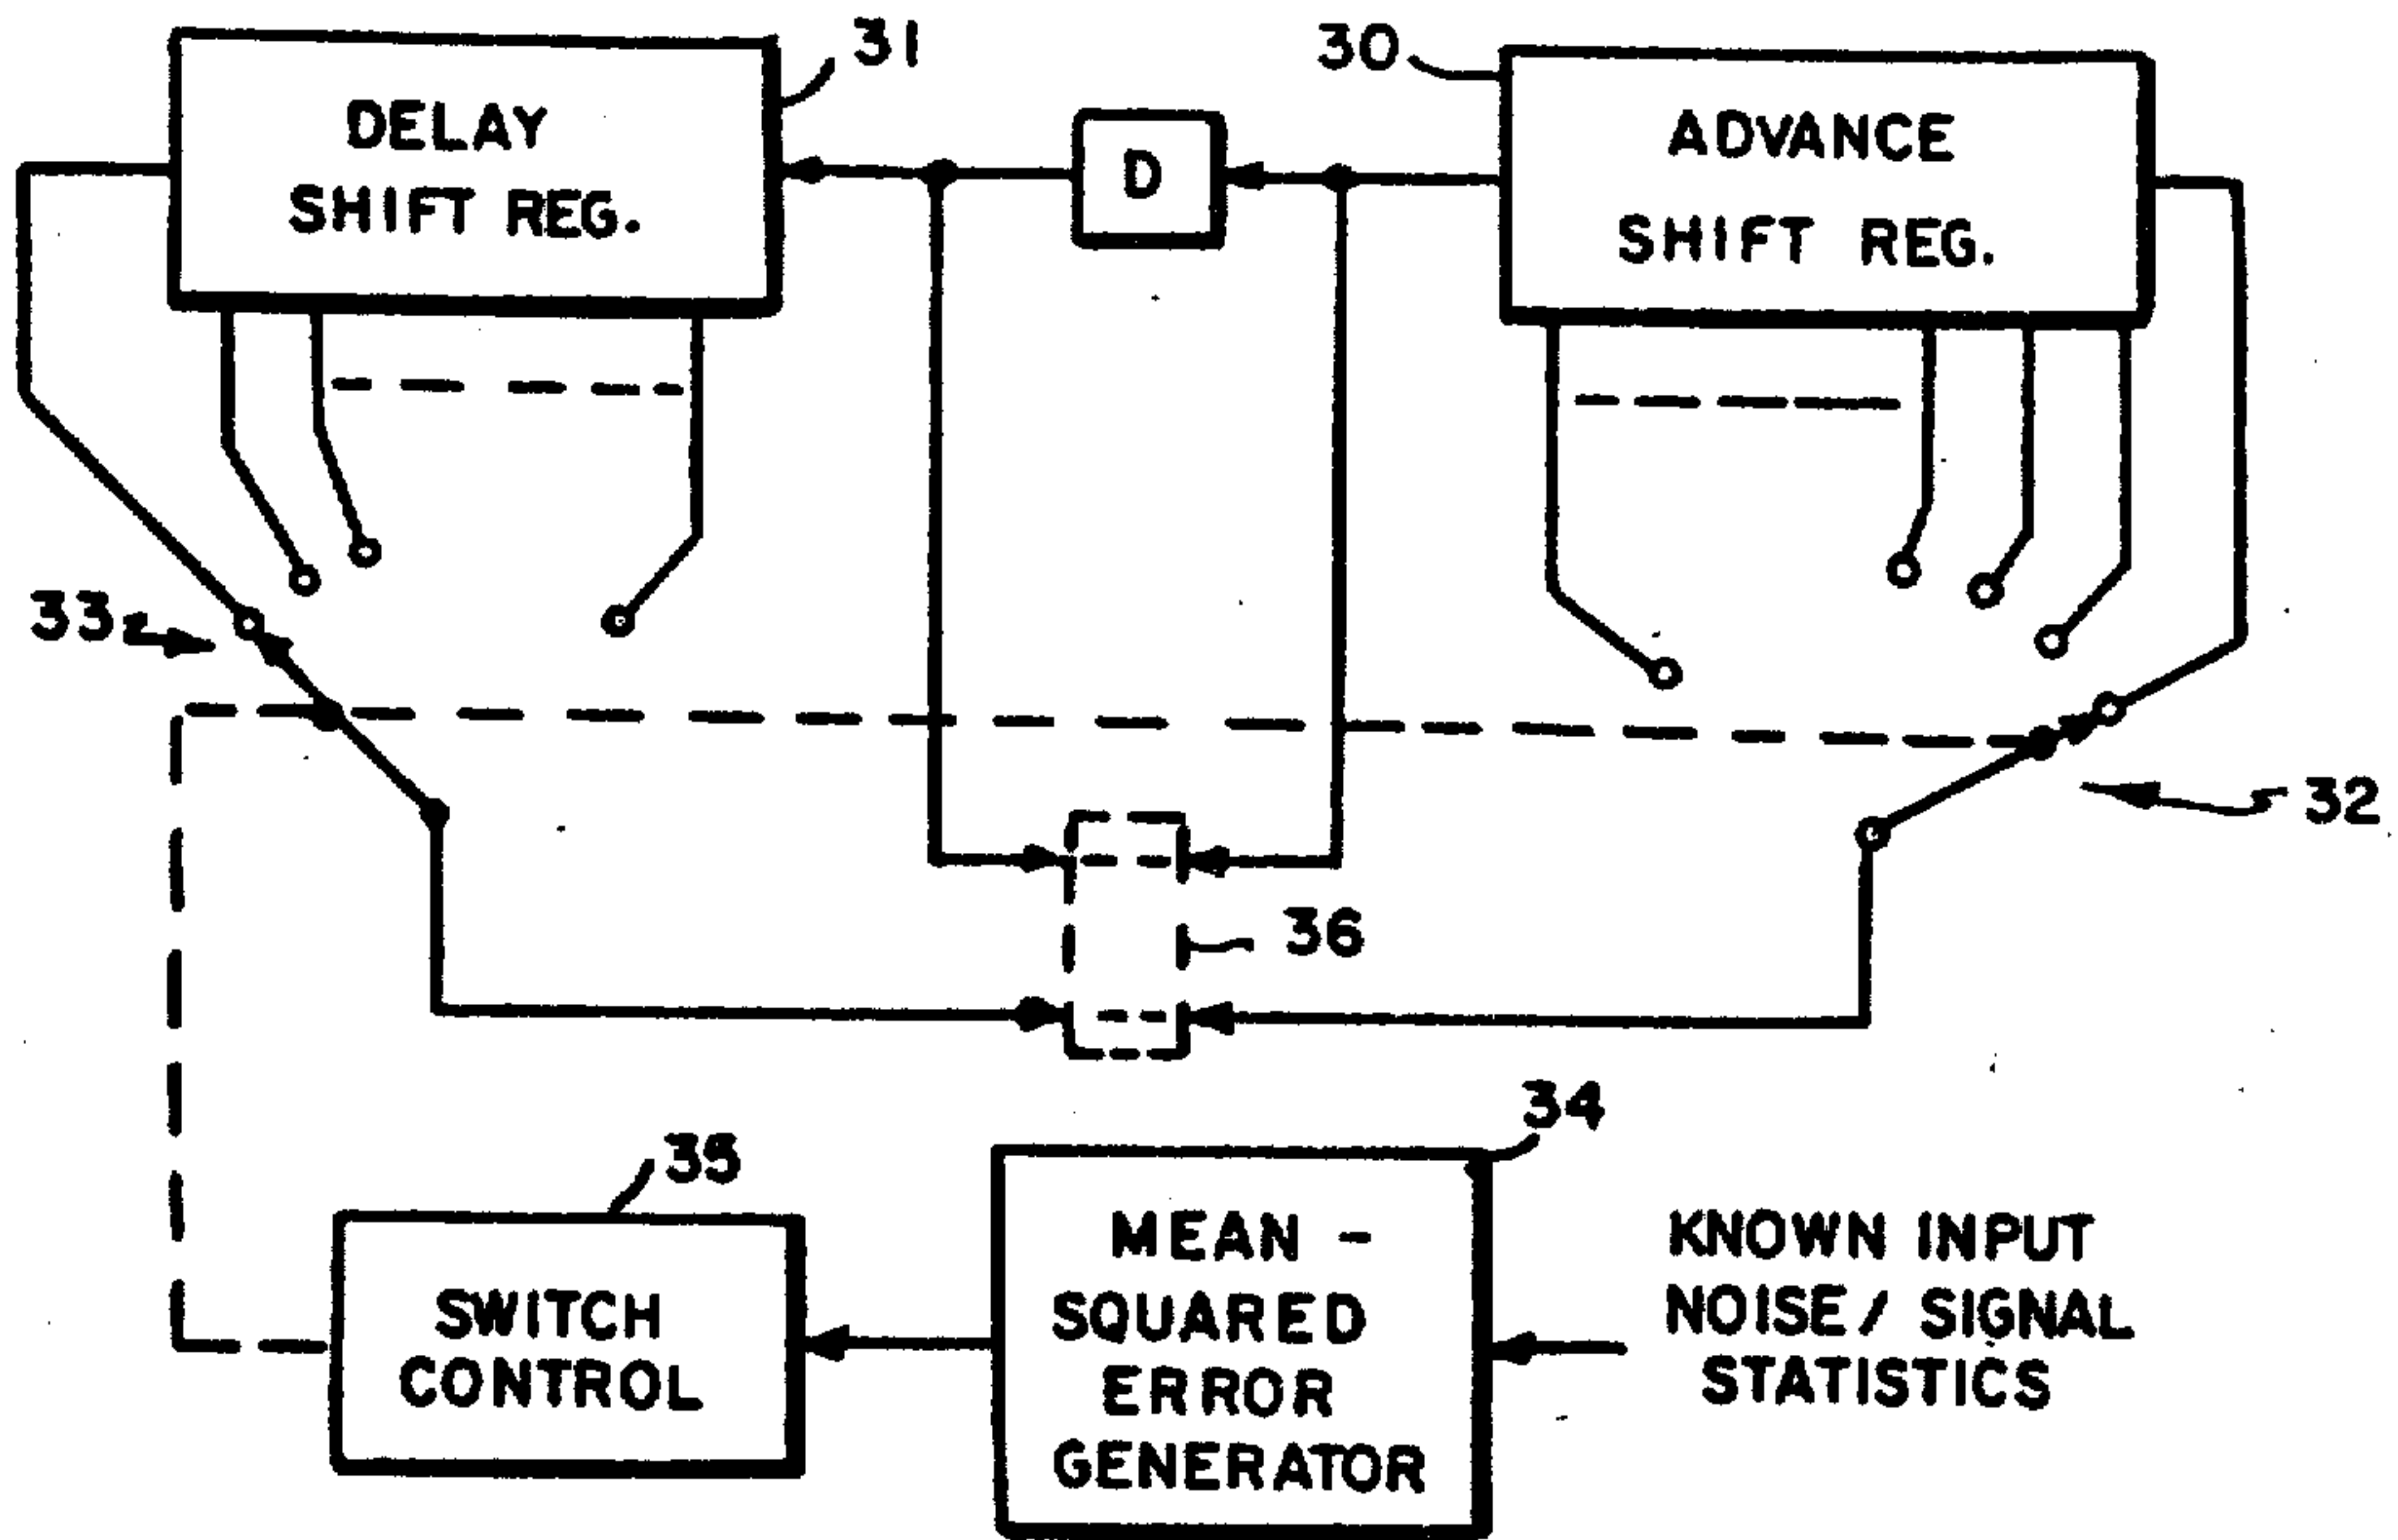 31
30
DELAY
SHIFT REG.
D
ADVANCE
SHIFT REG.
33
32
36
34
35
MEAN -
SQUARED
ERROR
GENERATOR
SWITCH
CONTROL
KNOWN INPUT
NOISE / SIGNAL
STATISTICS